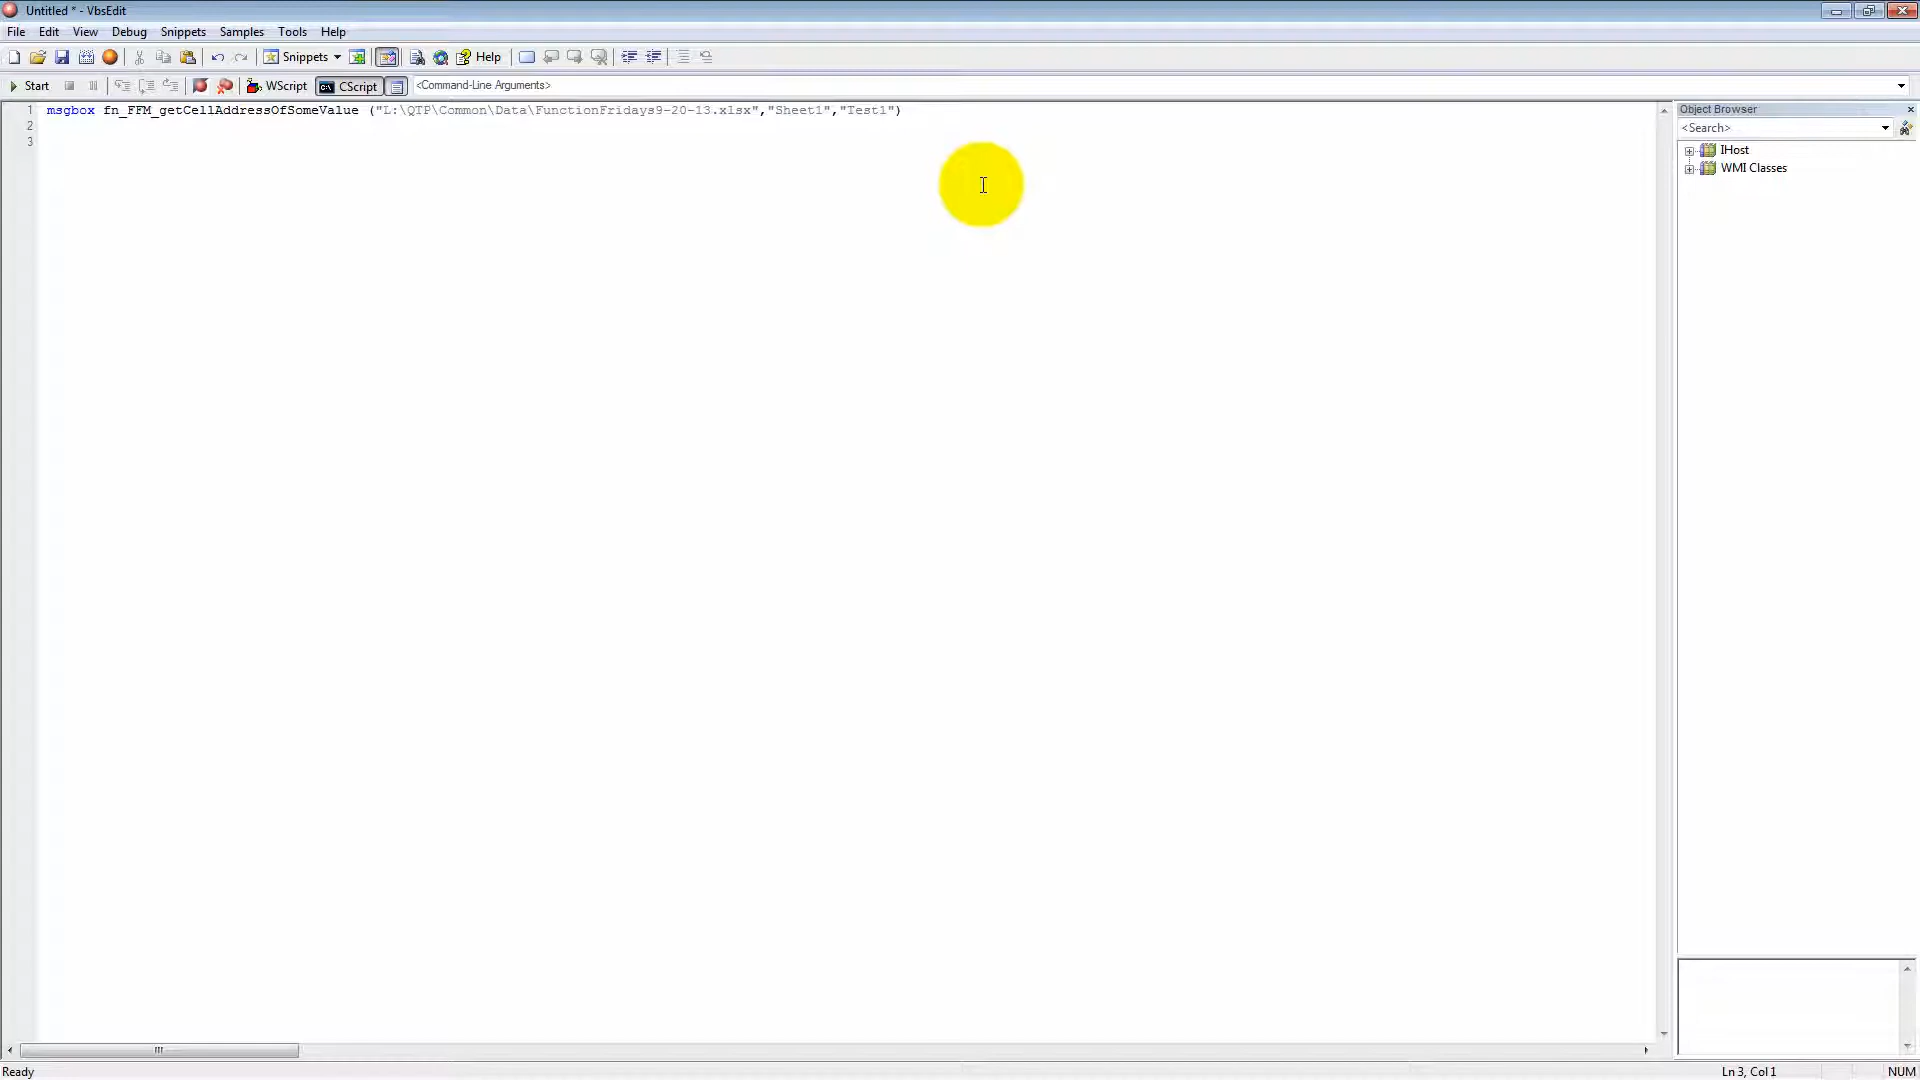 Untitled * - VbsEdit
File Edit View Debug Snippets Samples Tools Help
Snippets Help
Start WScript CScript <Command-Line Arguments>
1 msgbox fn_FFM_getCellAddressOfSomeValue ("L:\QTP\Common\Data\FunctionFridays9-20-13.xlsx","Sheet1","Test1")
2
3
Object Browser
<Search>
IHost
WMI Classes
Ready Ln 3, Col 1 NUM